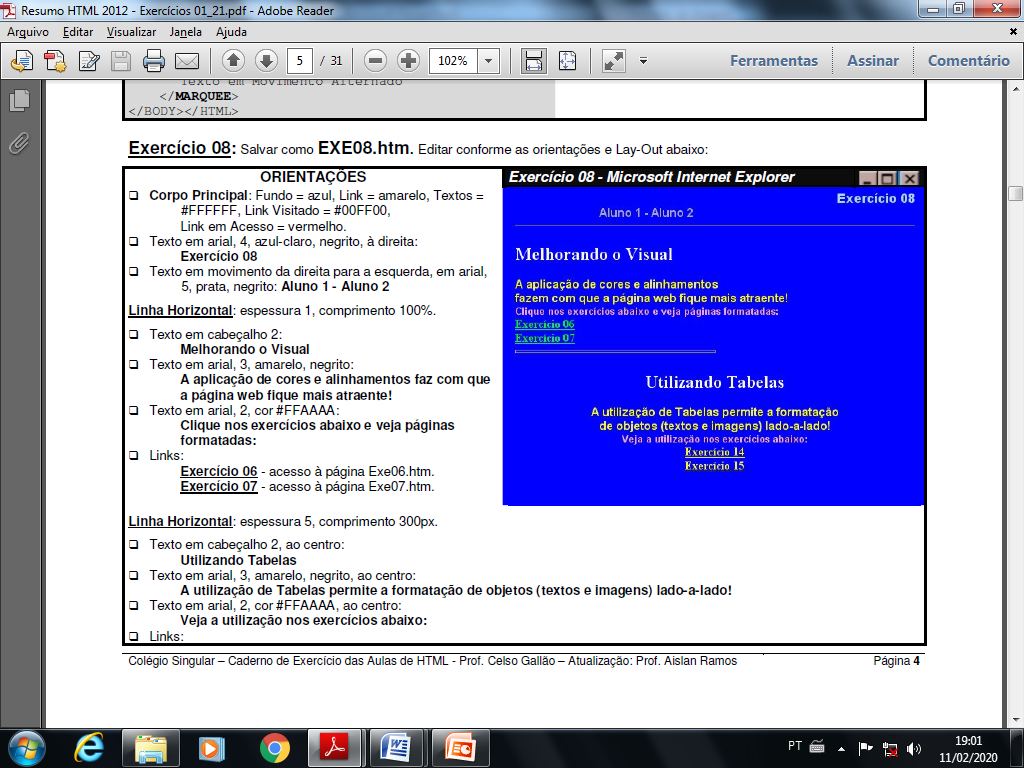 Resumo HTML 2012 - Exercícios 01_21.pdf - Adobe Reader
Arquivo Editar Visualizar Janela Ajuda
5 / 31 102% Ferramentas Assinar Comentário
Texto em Movimento Alternado
</MARQUEE>
</BODY></HTML>
Exercício 08: Salvar como EXE08.htm. Editar conforme as orientações e Lay-Out abaixo:
ORIENTAÇÕES
❑ Corpo Principal: Fundo = azul, Link = amarelo, Textos =
#FFFFFF, Link Visitado = #00FF00,
Link em Acesso = vermelho.
❑ Texto em arial, 4, azul-claro, negrito, à direita:
Exercício 08
❑ Texto em movimento da direita para a esquerda, em arial,
5, prata, negrito: Aluno 1 - Aluno 2
Linha Horizontal: espessura 1, comprimento 100%.
❑ Texto em cabeçalho 2:
Melhorando o Visual
❑ Texto em arial, 3, amarelo, negrito:
A aplicação de cores e alinhamentos faz com que
a página web fique mais atraente!
❑ Texto em arial, 2, cor #FFAAAA:
Clique nos exercícios abaixo e veja páginas
formatadas:
❑ Links:
Exercício 06 - acesso à página Exe06.htm.
Exercício 07 - acesso à página Exe07.htm.
Exercício 08 - Microsoft Internet Explorer
Exercício 08
Aluno 1 - Aluno 2
Melhorando o Visual
A aplicação de cores e alinhamentos
fazem com que a página web fique mais atraente!
Clique nos exercícios abaixo e veja páginas formatadas:
Exercício 06
Exercício 07
Utilizando Tabelas
A utilização de Tabelas permite a formatação
de objetos (textos e imagens) lado-a-lado!
Veja a utilização nos exercícios abaixo:
Exercício 14
Exercício 15
Linha Horizontal: espessura 5, comprimento 300px.
❑ Texto em cabeçalho 2, ao centro:
Utilizando Tabelas
❑ Texto em arial, 3, amarelo, negrito, ao centro:
A utilização de Tabelas permite a formatação de objetos (textos e imagens) lado-a-lado!
❑ Texto em arial, 2, cor #FFAAAA, ao centro:
Veja a utilização nos exercícios abaixo:
❑ Links:
Colégio Singular – Caderno de Exercício das Aulas de HTML - Prof. Celso Gallão – Atualização: Prof. Aislan Ramos Página 4
PT 19:01
11/02/2020